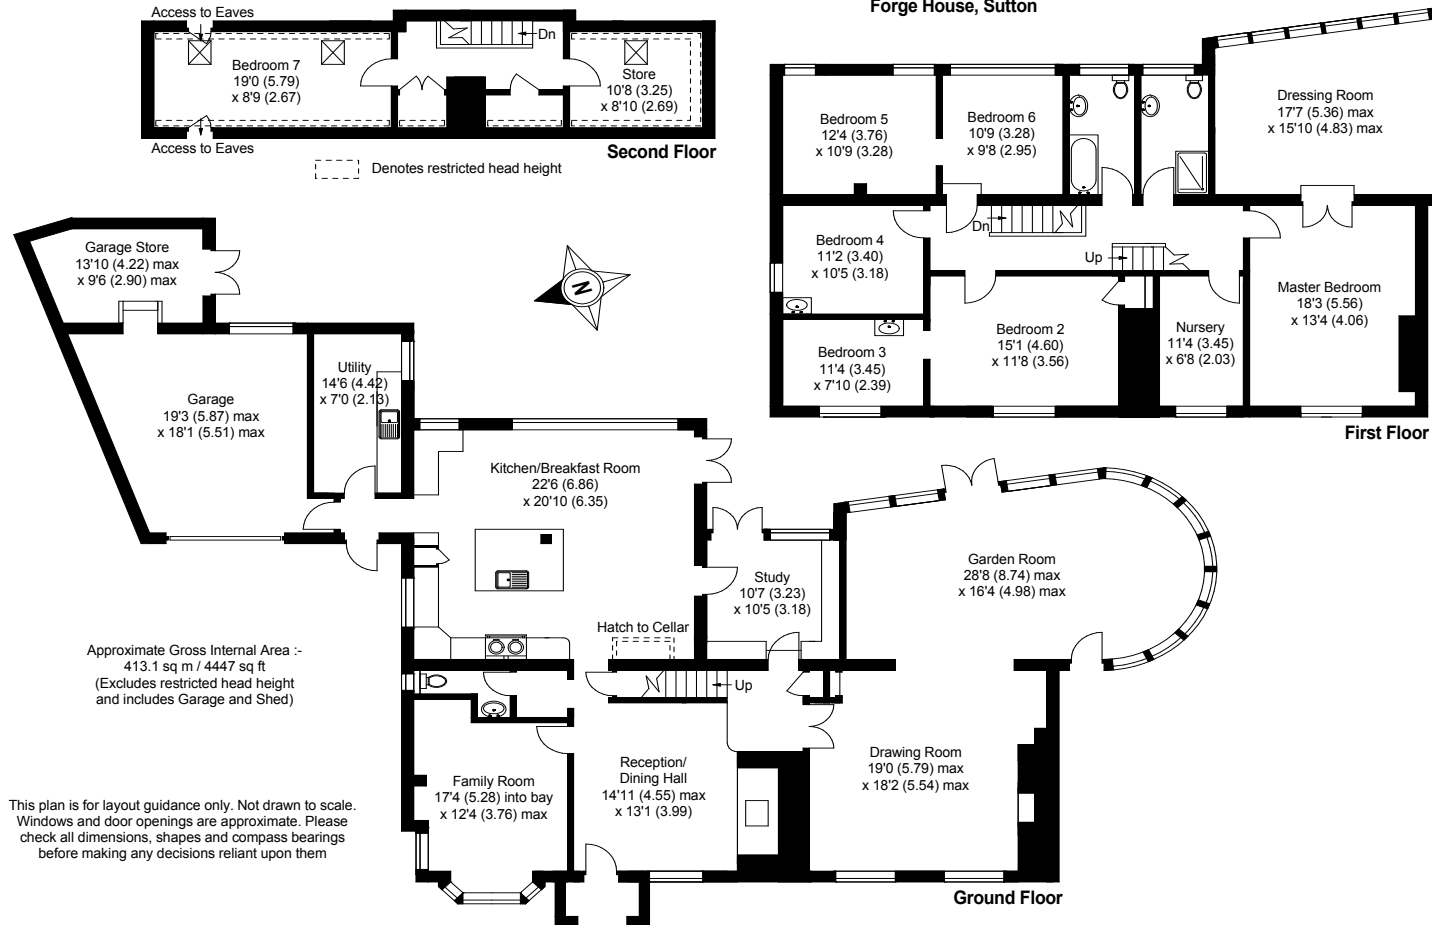 Forge House, Sutton
Access to Eaves
Bedroom 7
19'0 (5.79)
x 8'9 (2.67)
Dn
Store
10'8 (3.25)
x 8'10 (2.69)
Access to Eaves
Second Floor
Denotes restricted head height
Bedroom 5
12'4 (3.76)
x 10'9 (3.28)
Bedroom 6
10'9 (3.28)
x 9'8 (2.95)
Dressing Room
17'7 (5.36) max
x 15'10 (4.83) max
Dn
Bedroom 4
11'2 (3.40)
x 10'5 (3.18)
Up
Master Bedroom
18'3 (5.56)
x 13'4 (4.06)
Bedroom 3
11'4 (3.45)
x 7'10 (2.39)
Bedroom 2
15'1 (4.60)
x 11'8 (3.56)
Nursery
11'4 (3.45)
x 6'8 (2.03)
First Floor
Garage Store
13'10 (4.22) max
x 9'6 (2.90) max
N
Utility
14'6 (4.42)
x 7'0 (2.13)
Garage
19'3 (5.87) max
x 18'1 (5.51) max
Kitchen/Breakfast Room
22'6 (6.86)
x 20'10 (6.35)
Study
10'7 (3.23)
x 10'5 (3.18)
Garden Room
28'8 (8.74) max
x 16'4 (4.98) max
Hatch to Cellar
Up
Approximate Gross Internal Area :-
413.1 sq m / 4447 sq ft
(Excludes restricted head height
and includes Garage and Shed)
Family Room
17'4 (5.28) into bay
x 12'4 (3.76) max
Reception/
Dining Hall
14'11 (4.55) max
x 13'1 (3.99)
Drawing Room
19'0 (5.79) max
x 18'2 (5.54) max
This plan is for layout guidance only. Not drawn to scale.
Windows and door openings are approximate. Please
check all dimensions, shapes and compass bearings
before making any decisions reliant upon them
Ground Floor